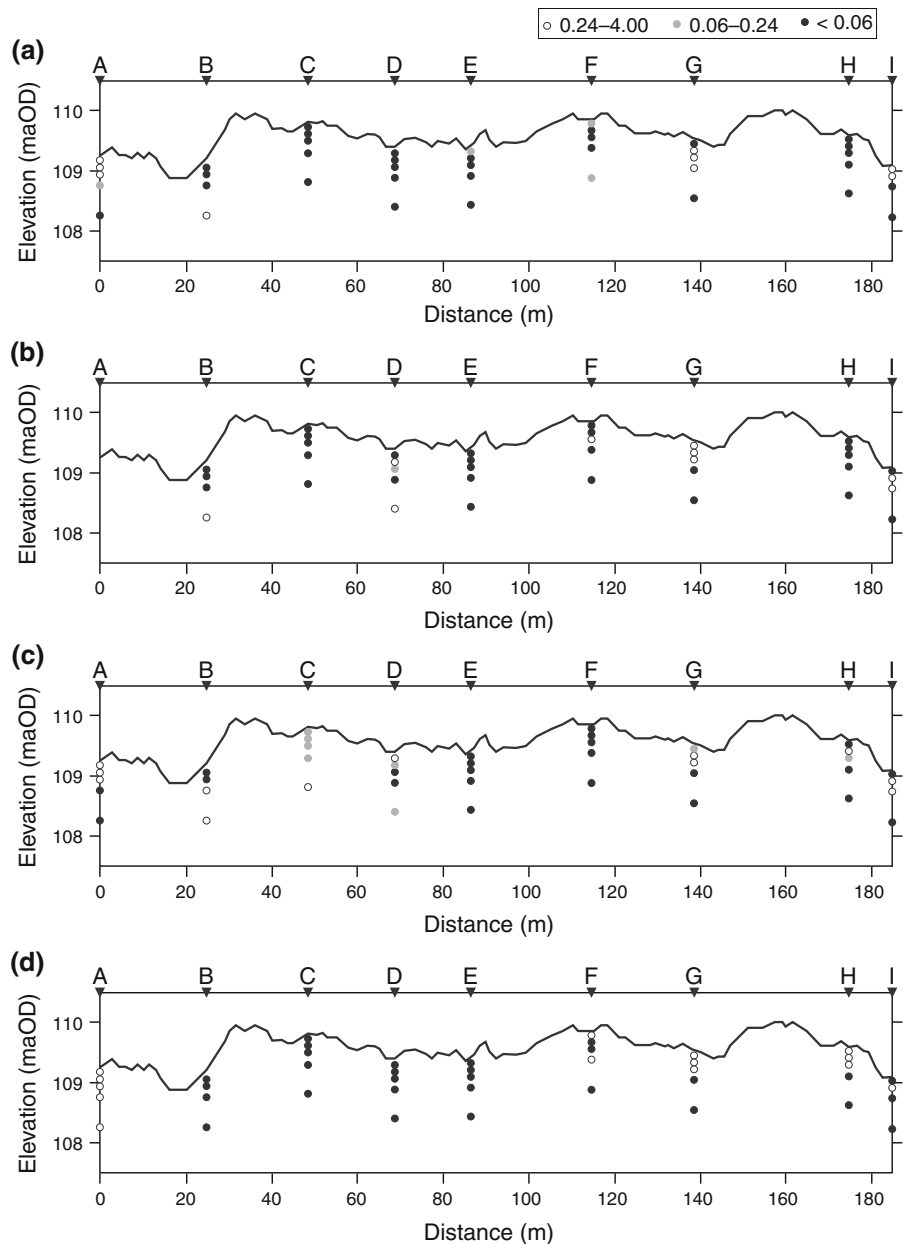 0.24–4.00 0.06–0.24 < 0.06
(a)
A B C D E F G H I
Elevation (maOD)
110
109
108
0 20 40 60 80 100 120 140 160 180
Distance (m)
(b)
A B C D E F G H I
Elevation (maOD)
110
109
108
0 20 40 60 80 100 120 140 160 180
Distance (m)
(c)
A B C D E F G H I
Elevation (maOD)
110
109
108
0 20 40 60 80 100 120 140 160 180
Distance (m)
(d)
A B C D E F G H I
Elevation (maOD)
110
109
108
0 20 40 60 80 100 120 140 160 180
Distance (m)